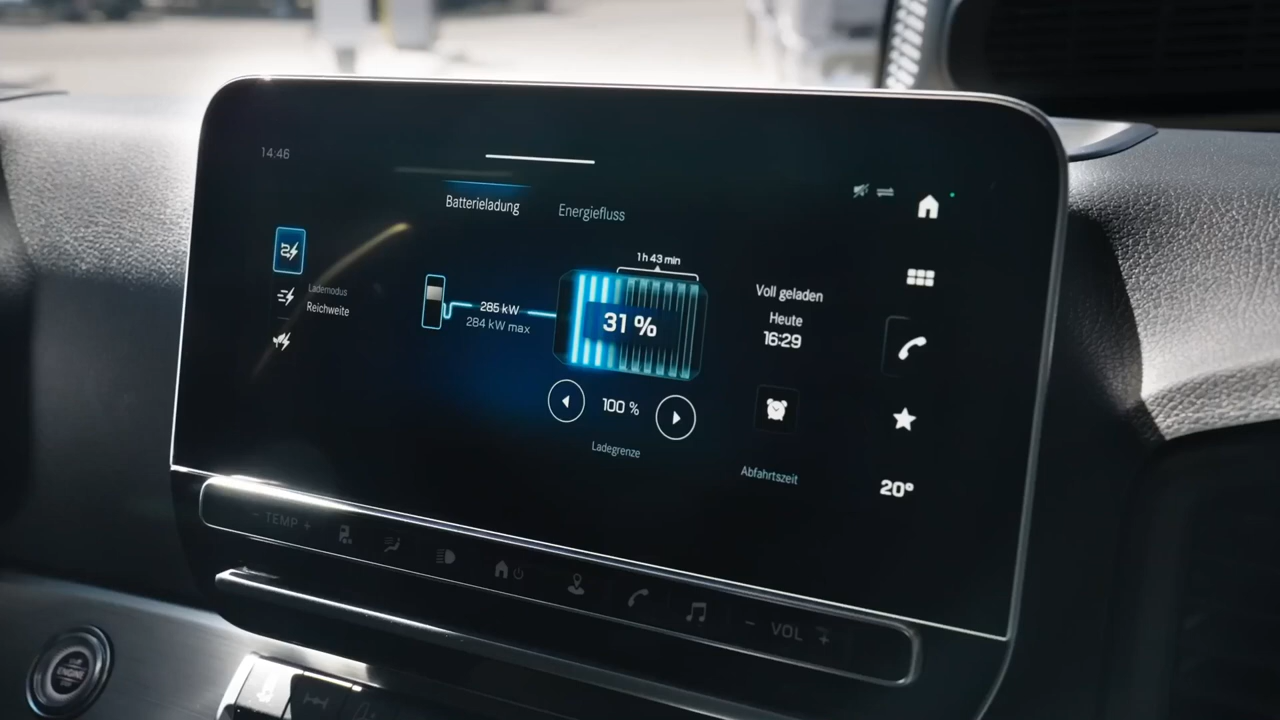 14:46
Batterieladung
Energiefluss
1 h 43 min
Lademodus
Reichweite
285 kW
284 kW max
31 %
Voll geladen
Heute
16:29
100 %
Ladegrenze
Abfahrtszeit
20°
− TEMP +
− VOL +
ENGINE